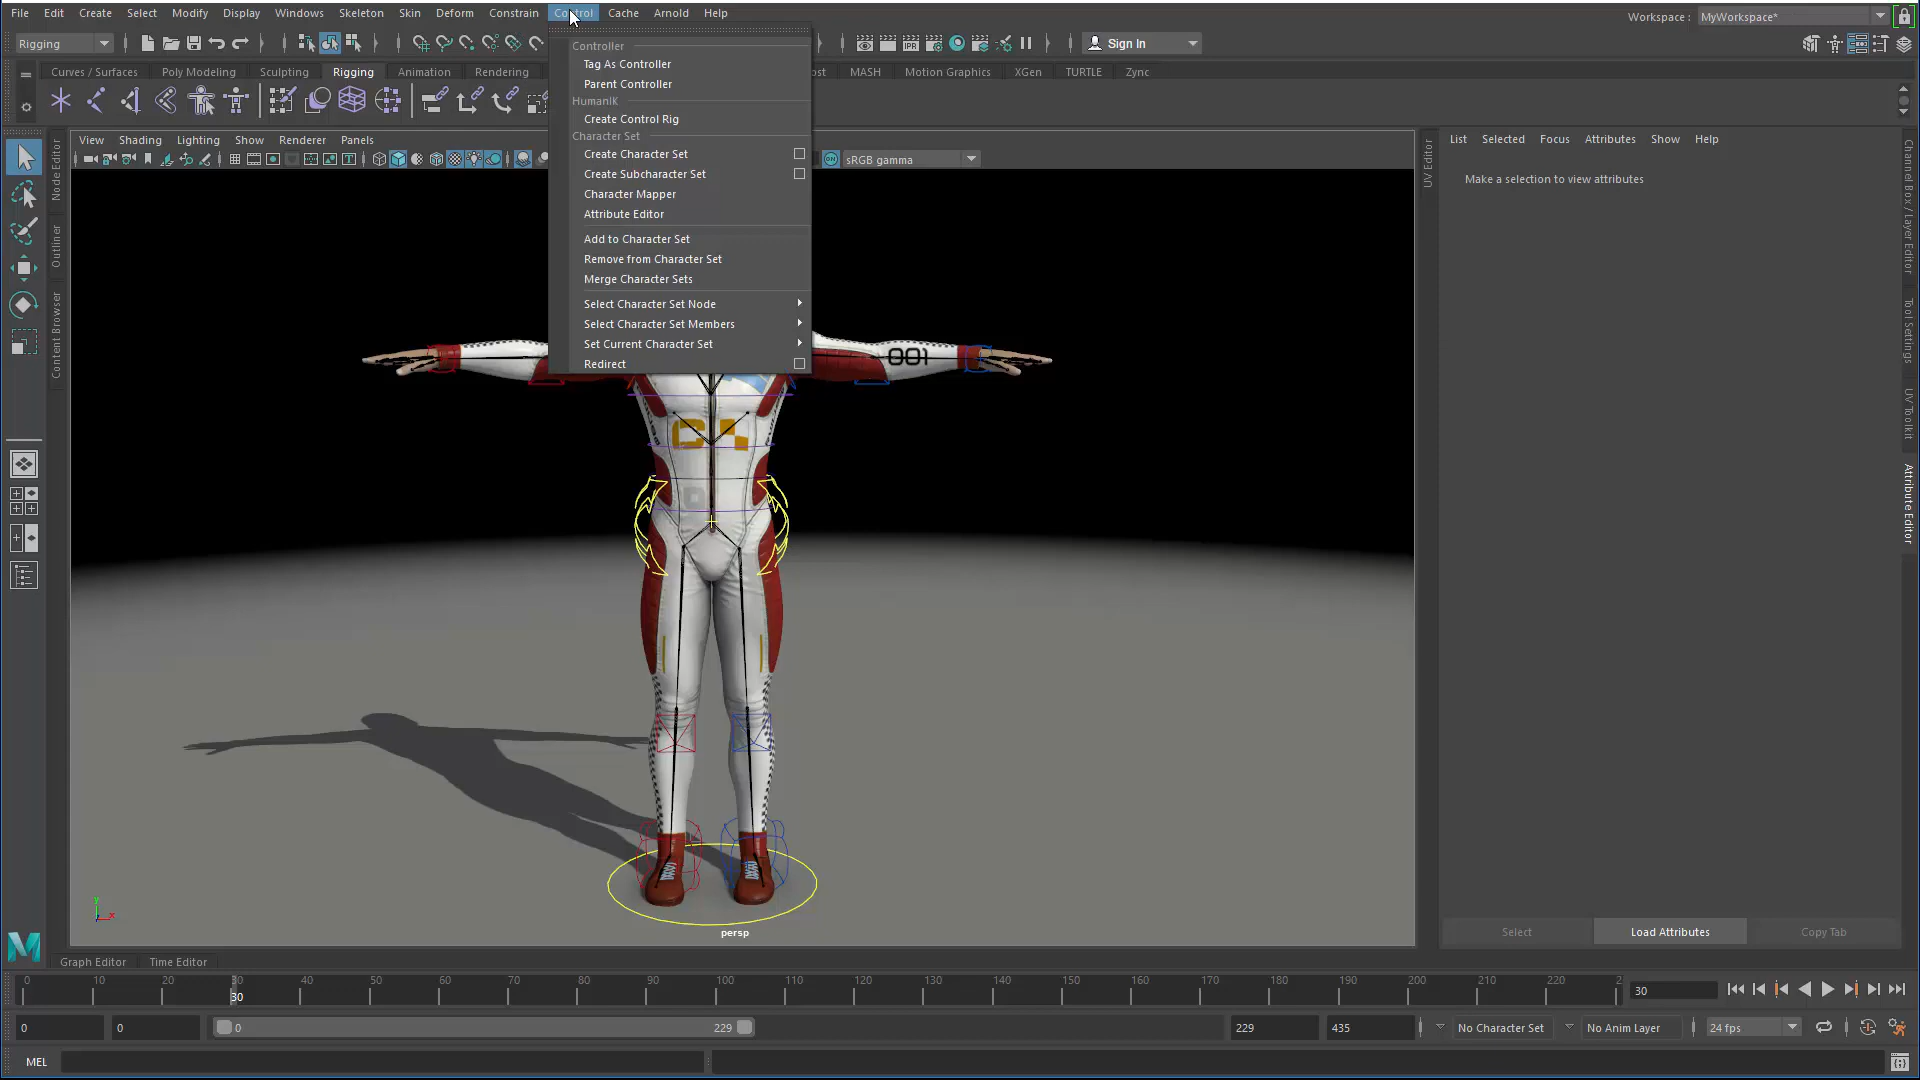 File Edit Create Select Modify Display Windows Skeleton Skin Deform Constrain Control Cache Arnold Help
Workspace : MyWorkspace*
Rigging
Sign In
Curves / Surfaces Poly Modeling Sculpting Rigging Animation Rendering
MASH Motion Graphics XGen TURTLE Zync
IPR
Controller
Tag As Controller
Parent Controller
HumanIk
Create Control Rig
Character Set
Create Character Set
Create Subcharacter Set
Character Mapper
Attribute Editor
Add to Character Set
Remove from Character Set
Merge Character Sets
Select Character Set Node
Select Character Set Members
Set Current Character Set
Redirect
View Shading Lighting Show Renderer Panels
ON sRGB gamma
Node Editor
Outliner
Content Browser
001
persp
y
x
UV Editor
List Selected Focus Attributes Show Help
Make a selection to view attributes
Select Load Attributes Copy Tab
Channel Box / Layer Editor
Tool Settings
UV Toolkit
Attribute Editor
Graph Editor Time Editor
0 10 20 30 40 50 60 70 80 90 100 110 120 130 140 150 160 170 180 190 200 210 220 2
30
30
0 0 0 229 229 435 No Character Set No Anim Layer 24 fps
MEL